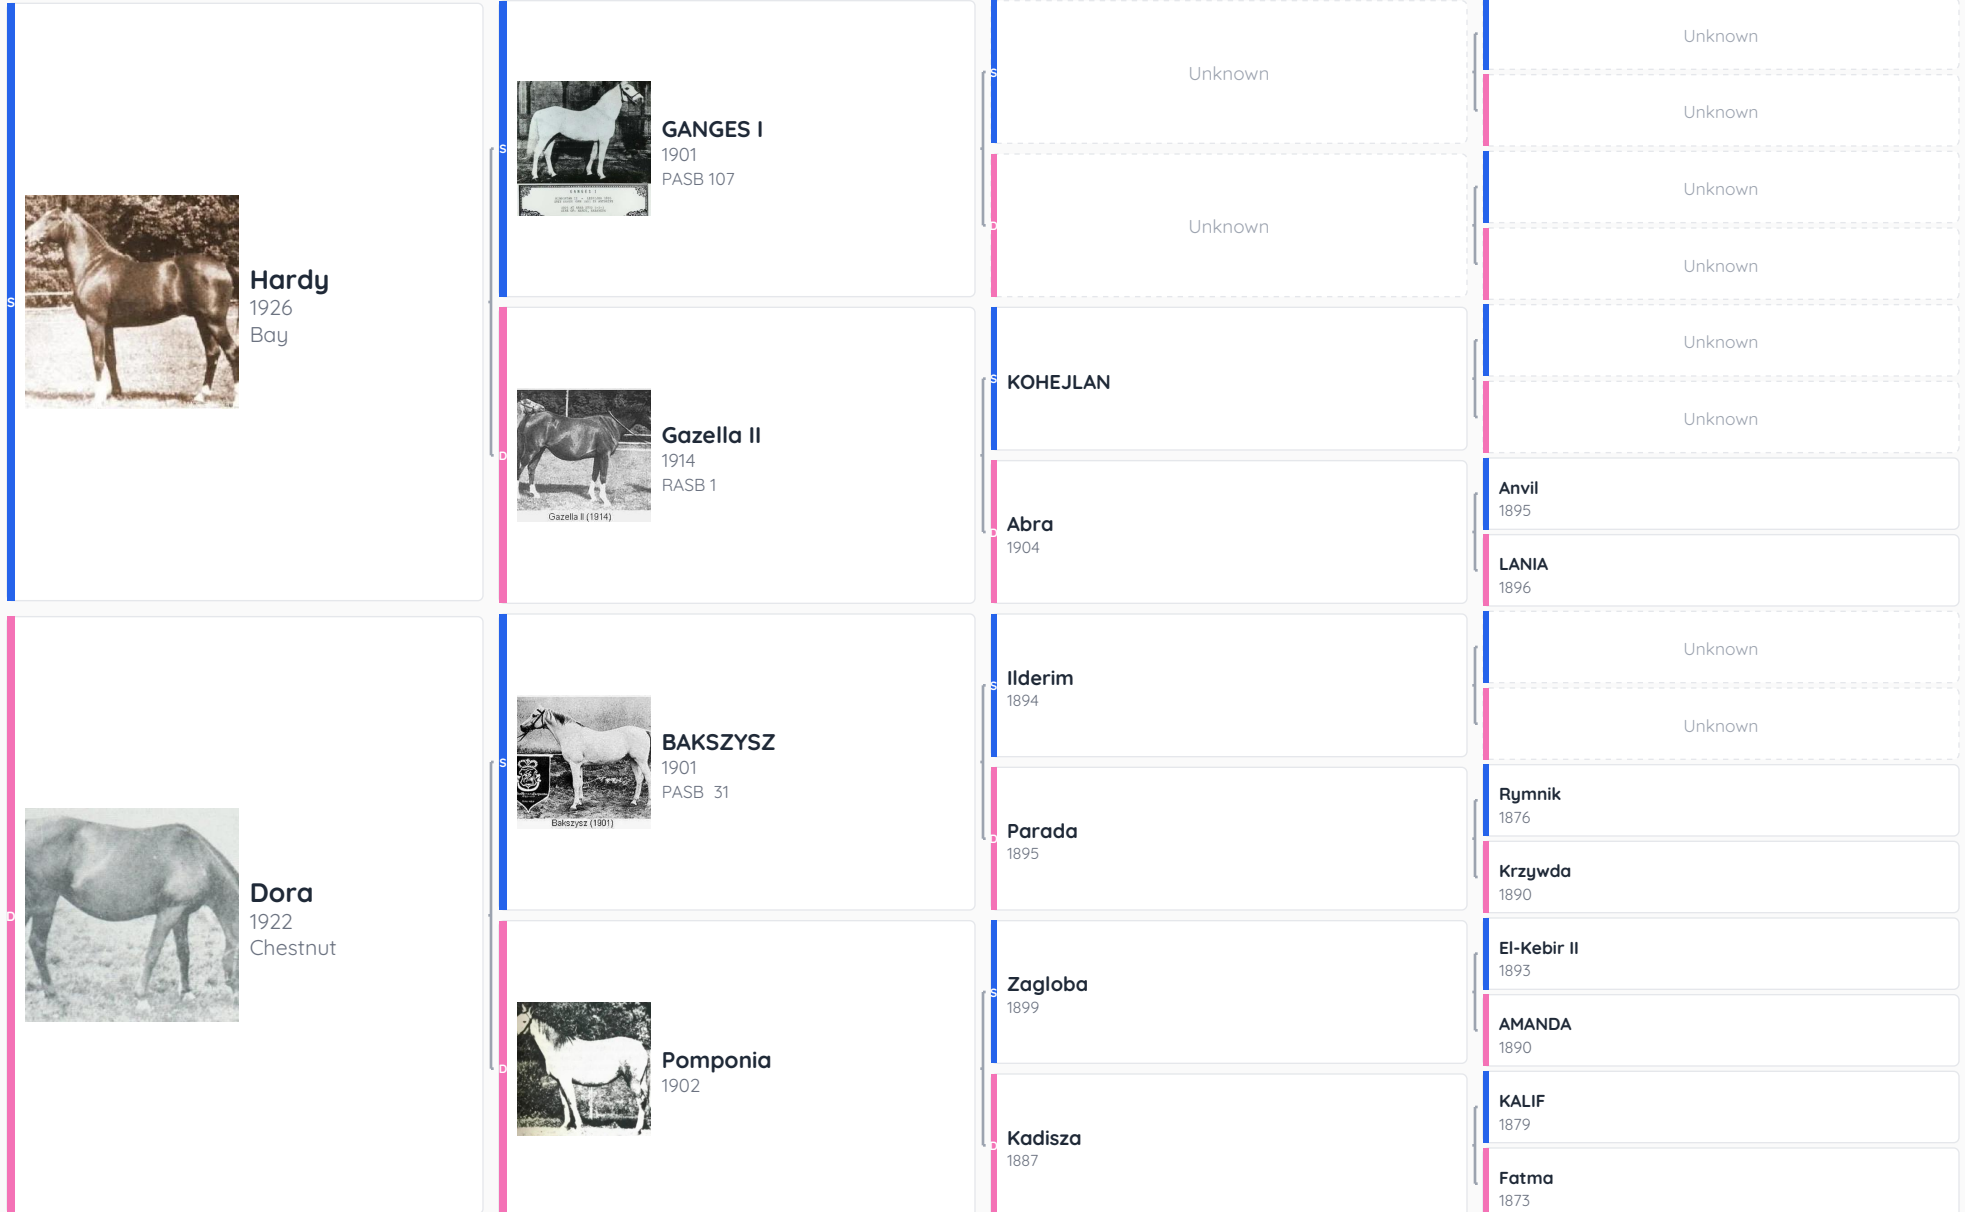 S
Hardy
1926
Bay
D
Dora
1922
Chestnut
S
GANGES I
1901
PASB 107
GANGES I
D
Gazella II
1914
RASB 1
Gazella II (1914)
S
BAKSZYSZ
1901
PASB 31
Bakszysz (1901)
D
Pomponia
1902
S
Unknown
D
Unknown
S
KOHEJLAN
D
Abra
1904
S
Ilderim
1894
D
Parada
1895
S
Zagloba
1899
D
Kadisza
1887
Unknown
Unknown
Unknown
Unknown
Unknown
Unknown
Anvil
1895
LANIA
1896
Unknown
Unknown
Rymnik
1876
Krzywda
1890
El-Kebir II
1893
AMANDA
1890
KALIF
1879
Fatma
1873